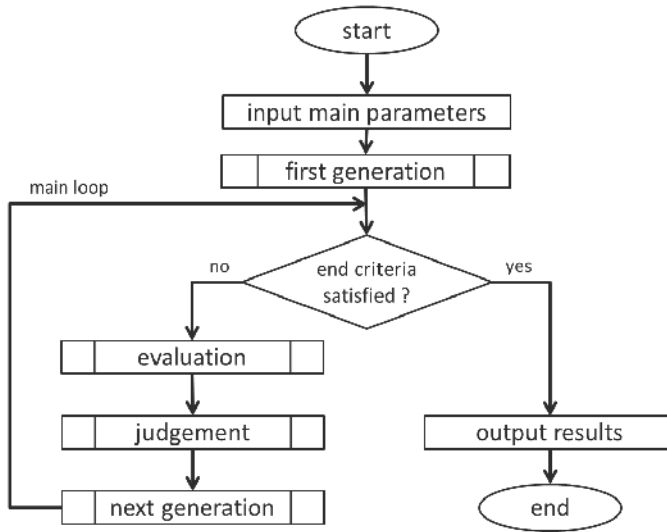 start
input main parameters
first generation
main loop
no
end criteria
satisfied ?
yes
evaluation
judgement
next generation
output results
end